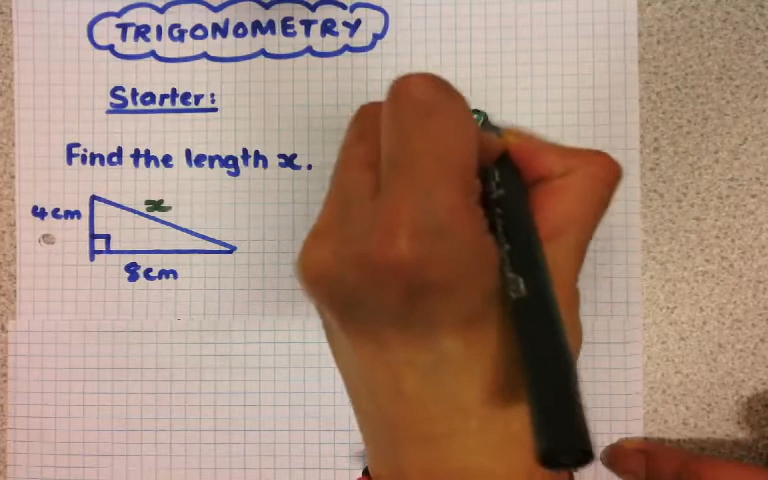 TRIGONOMETRY
Starter:
Find the length x.
4cm
x
8cm